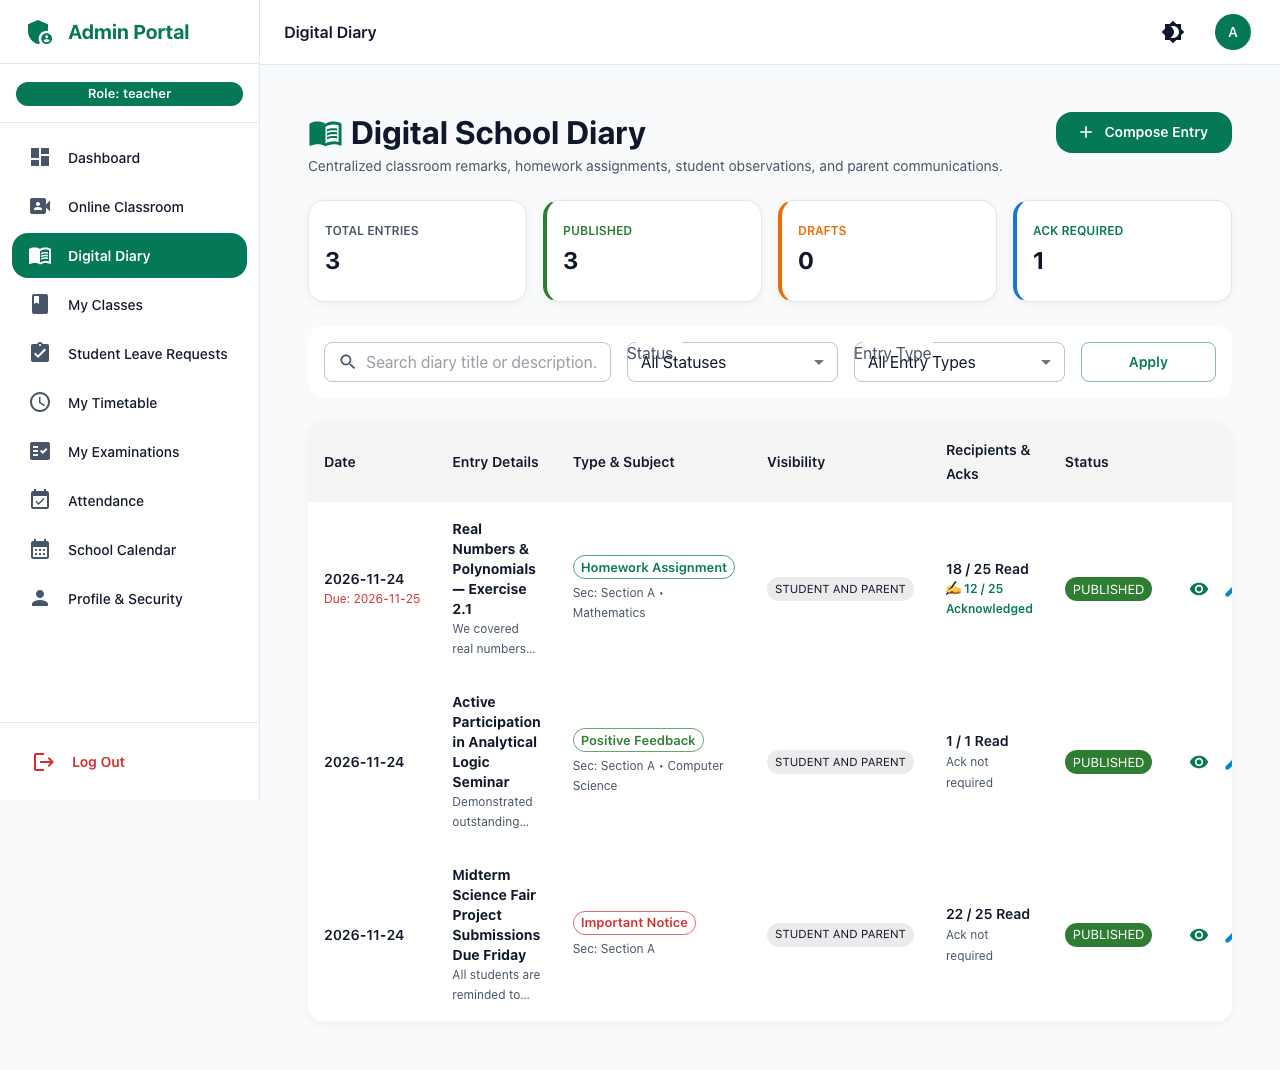 Admin Portal
Digital Diary
A
Role: teacher
Dashboard
Online Classroom
Digital Diary
My Classes
Student Leave Requests
My Timetable
My Examinations
Attendance
School Calendar
Profile & Security
Log Out
Digital School Diary
Compose Entry
Centralized classroom remarks, homework assignments, student observations, and parent communications.
TOTAL ENTRIES
3
PUBLISHED
3
DRAFTS
0
ACK REQUIRED
1
Search diary title or description.
Status
All Statuses
Entry Type
All Entry Types
Apply
Date
Entry Details
Type & Subject
Visibility
Recipients &
Acks
Status
2026-11-24
Due: 2026-11-25
Real
Numbers &
Polynomials
— Exercise
2.1
We covered
real numbers...
Homework Assignment
Sec: Section A •
Mathematics
STUDENT AND PARENT
18 / 25 Read
✍️ 12 / 25
Acknowledged
PUBLISHED
2026-11-24
Active
Participation
in Analytical
Logic
Seminar
Demonstrated
outstanding...
Positive Feedback
Sec: Section A • Computer
Science
STUDENT AND PARENT
1 / 1 Read
Ack not
required
PUBLISHED
2026-11-24
Midterm
Science Fair
Project
Submissions
Due Friday
All students are
reminded to...
Important Notice
Sec: Section A
STUDENT AND PARENT
22 / 25 Read
Ack not
required
PUBLISHED